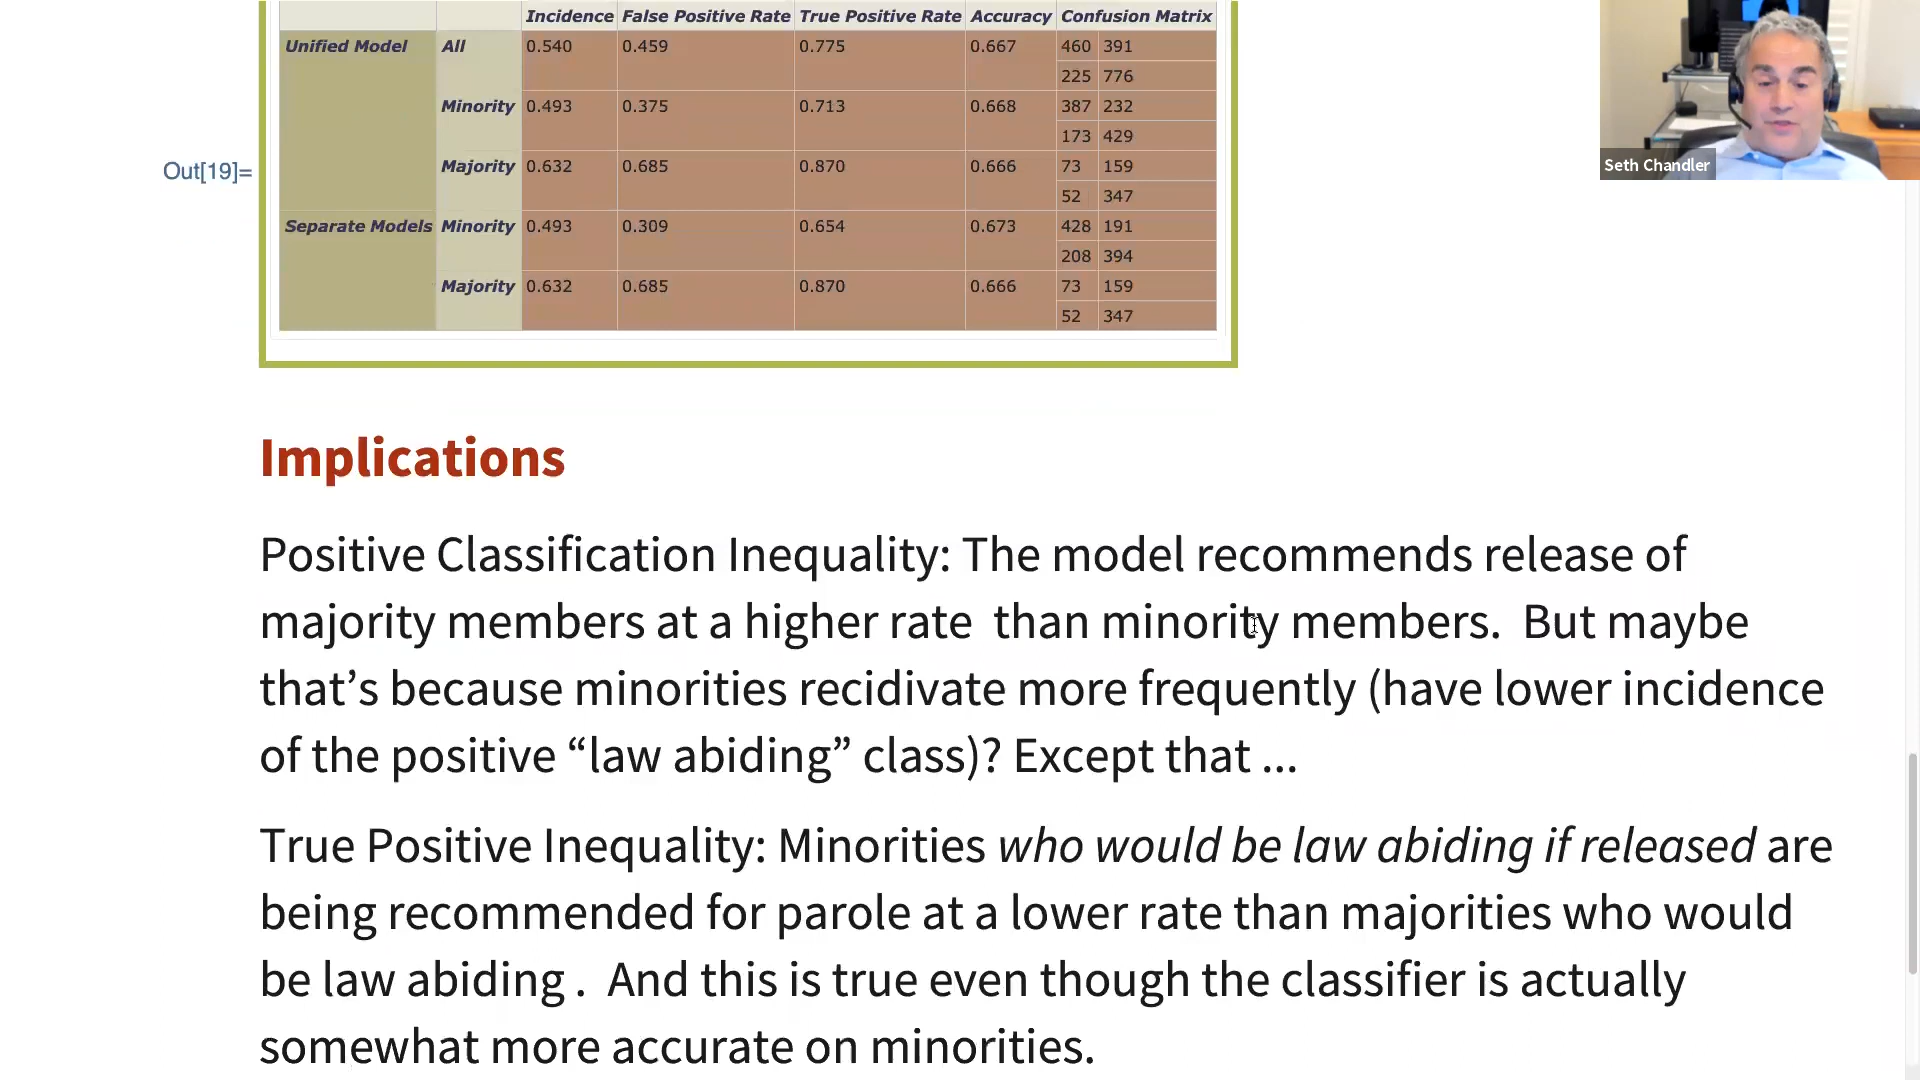 Incidence False Positive Rate True Positive Rate Accuracy Confusion Matrix
Unified Model All 0.540 0.459 0.775 0.667 460 391
225 776
Minority 0.493 0.375 0.713 0.668 387 232
173 429
Out[19]= Majority 0.632 0.685 0.870 0.666 73 159
52 347
Separate Models Minority 0.493 0.309 0.654 0.673 428 191
208 394
Majority 0.632 0.685 0.870 0.666 73 159
52 347
Seth Chandler
Implications
Positive Classification Inequality: The model recommends release of
majority members at a higher rate than minority members. But maybe
that’s because minorities recidivate more frequently (have lower incidence
of the positive “law abiding” class)? Except that ...
True Positive Inequality: Minorities who would be law abiding if released are
being recommended for parole at a lower rate than majorities who would
be law abiding . And this is true even though the classifier is actually
somewhat more accurate on minorities.